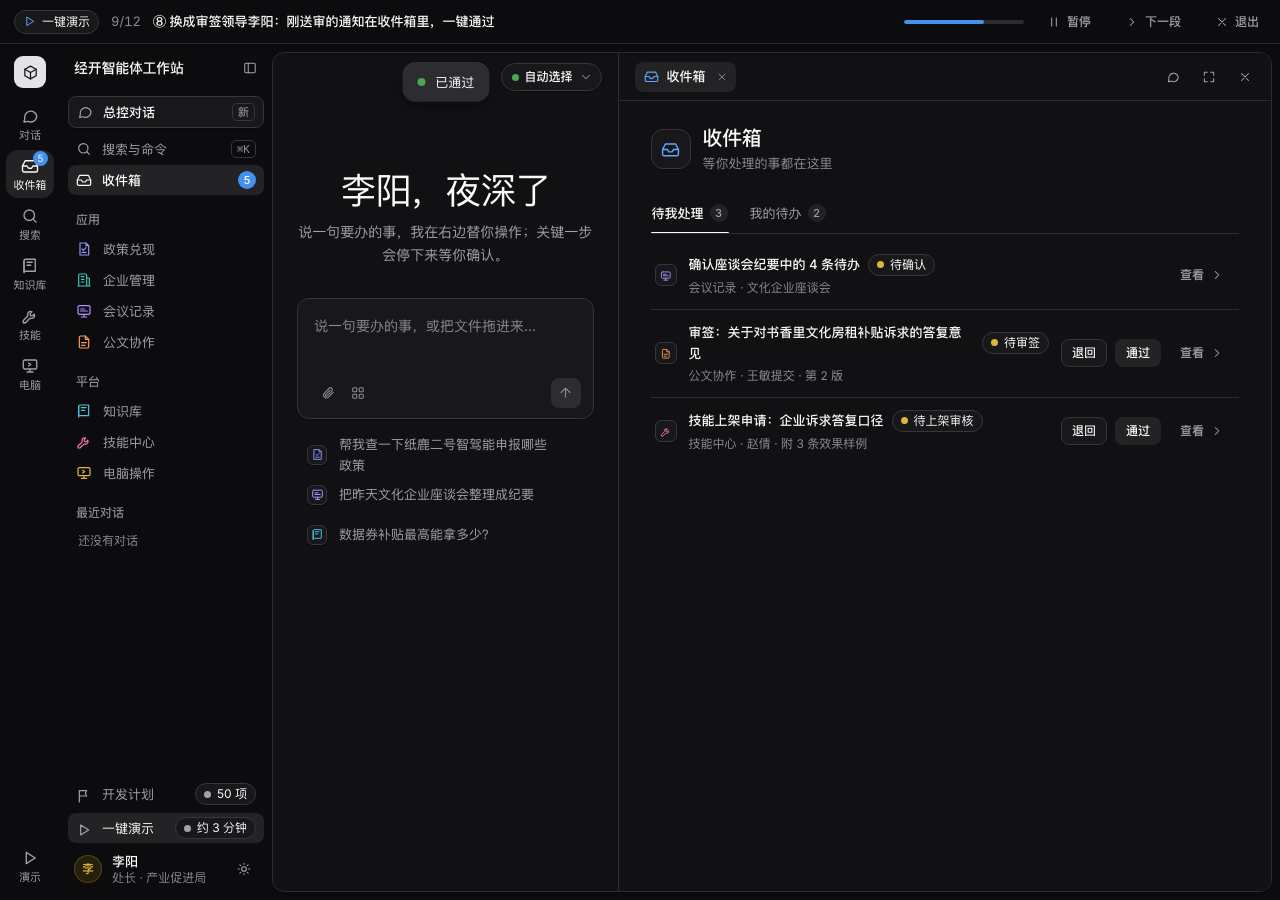 一键演示
9/12
⑧ 换成审签领导李阳：刚送审的通知在收件箱里，一键通过
暂停
下一段
退出
对话
5
收件箱
搜索
知识库
技能
电脑
演示
经开智能体工作站
总控对话
新
搜索与命令
⌘K
收件箱
5
应用
政策兑现
企业管理
会议记录
公文协作
平台
知识库
技能中心
电脑操作
最近对话
还没有对话
开发计划
50 项
一键演示
约 3 分钟
李
李阳
处长 · 产业促进局
已通过
自动选择
李阳，夜深了
说一句要办的事，我在右边替你操作；关键一步
会停下来等你确认。
说一句要办的事，或把文件拖进来...
帮我查一下纸鹿二号智驾能申报哪些
政策
把昨天文化企业座谈会整理成纪要
数据券补贴最高能拿多少？
收件箱
收件箱
等你处理的事都在这里
待我处理 3
我的待办 2
确认座谈会纪要中的 4 条待办
待确认
会议记录 · 文化企业座谈会
查看
审签：关于对书香里文化房租补贴诉求的答复意
见
待审签
公文协作 · 王敏提交 · 第 2 版
退回
通过
查看
技能上架申请：企业诉求答复口径
待上架审核
技能中心 · 赵倩 · 附 3 条效果样例
退回
通过
查看